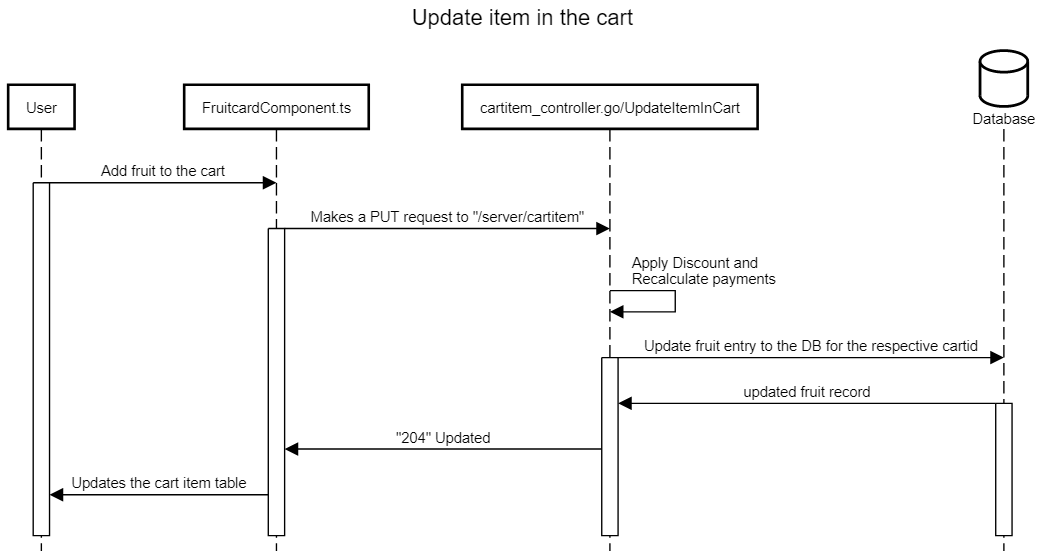 Update item in the cart
User
FruitcardComponent.ts
cartitem_controller.go/UpdateItemInCart
Database
Add fruit to the cart
Makes a PUT request to "/server/cartitem"
Apply Discount and
Recalculate payments
Update fruit entry to the DB for the respective cartid
updated fruit record
"204" Updated
Updates the cart item table